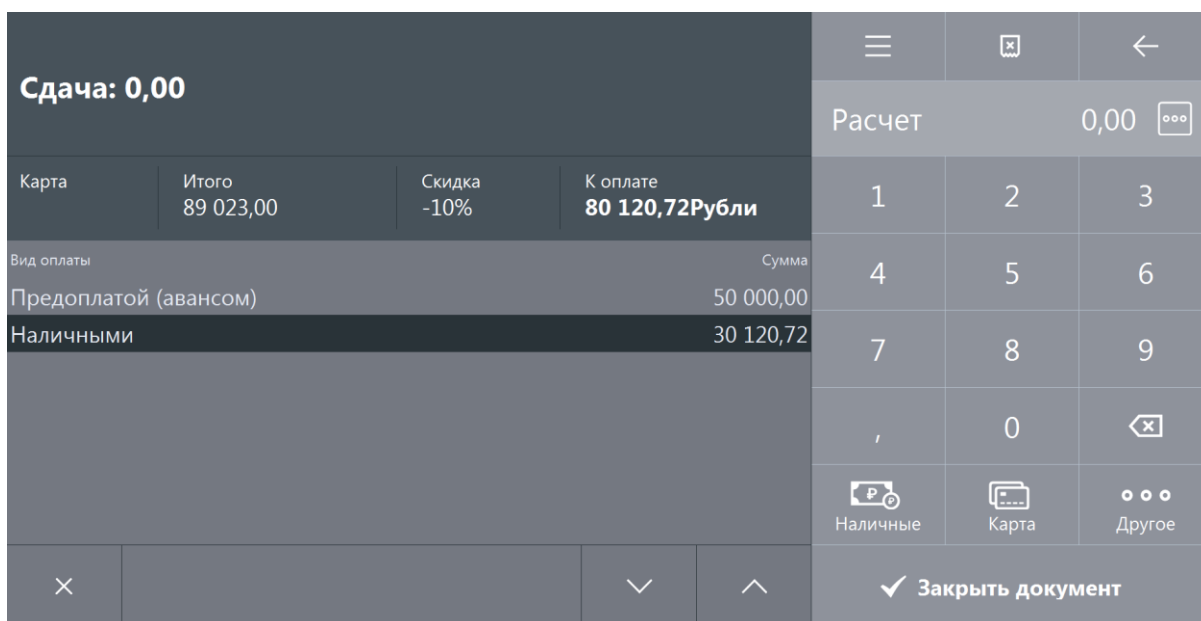 Сдача: 0,00
Карта Итого Скидка К оплате
89 023,00 -10% 80 120,72Рубли
Вид оплаты Сумма
Предоплатой (авансом) 50 000,00
Наличными 30 120,72
Расчет 0,00
1 2 3
4 5 6
7 8 9
, 0
Наличные Карта Другое
Закрыть документ